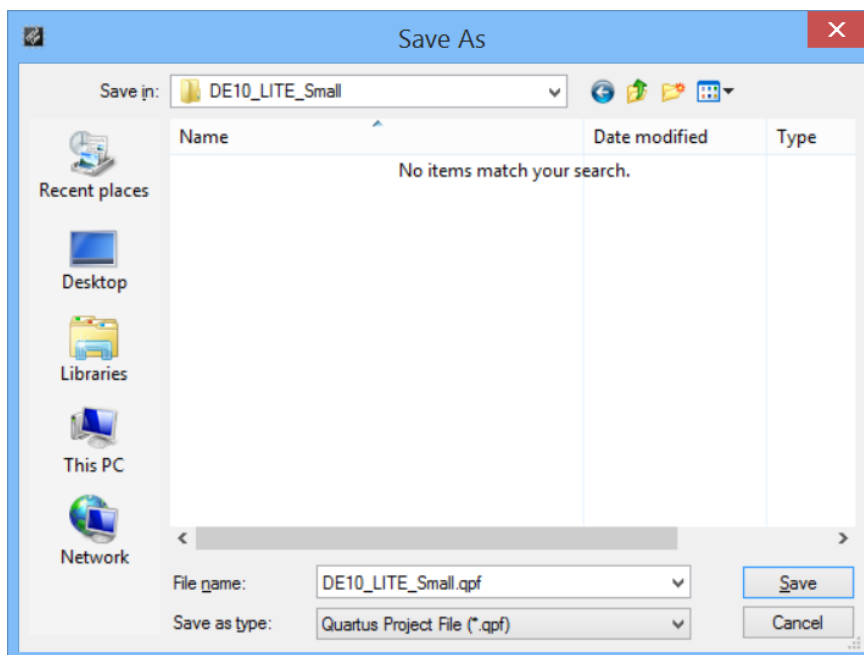 Save As
Save in: DE10_LITE_Small
Name Date modified Type
No items match your search.
Recent places
Desktop
Libraries
This PC
Network
File name: DE10_LITE_Small.qpf Save
Save as type: Quartus Project File (*.qpf) Cancel